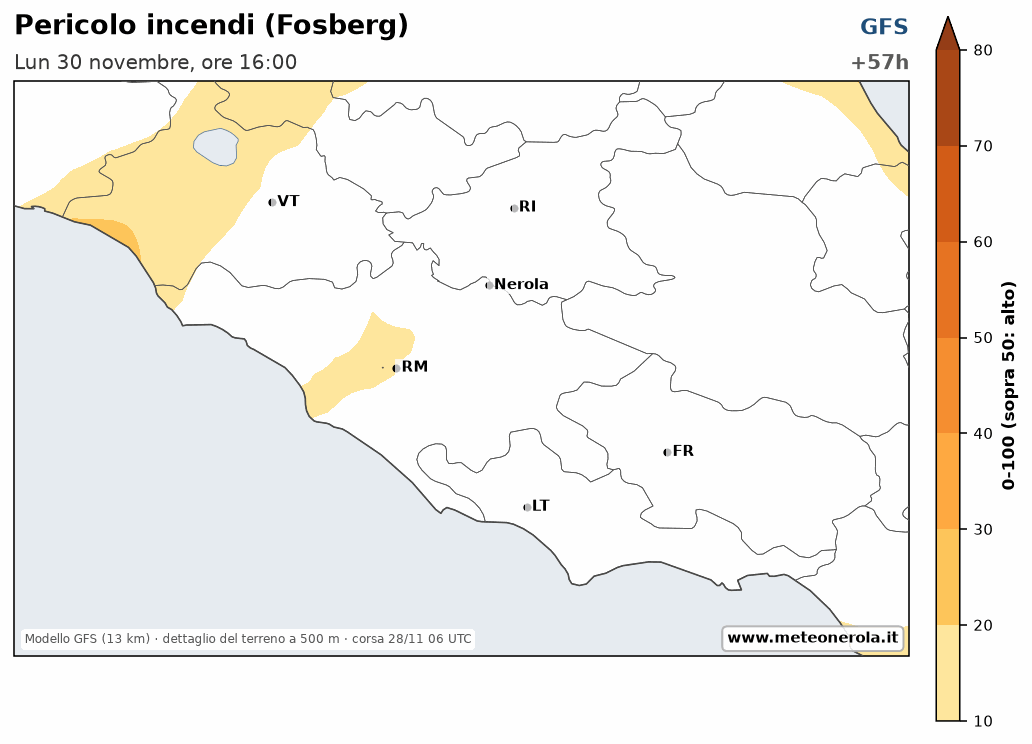 Pericolo incendi (Fosberg)
GFS
Lun 30 novembre, ore 16:00
+57h
80
70
60
50
40
30
20
10
0-100 (sopra 50: alto)
VT
RI
Nerola
RM
FR
LT
Modello GFS (13 km) · dettaglio del terreno a 500 m · corsa 28/11 06 UTC
www.meteonerola.it